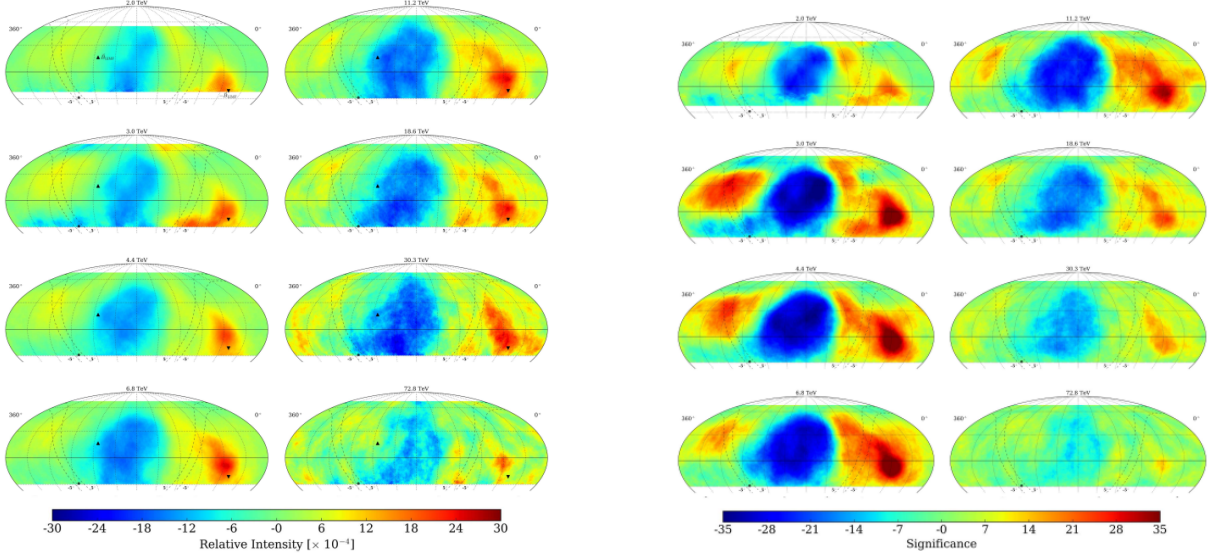 2.0 TeV
360°
0°
11.2 TeV
360°
0°
3.0 TeV
360°
0°
18.6 TeV
360°
0°
4.4 TeV
360°
0°
30.3 TeV
360°
0°
6.8 TeV
360°
0°
72.8 TeV
360°
0°
-30 -24 -18 -12 -6 0 6 12 18 24 30
Relative Intensity [× 10⁻⁴]
2.0 TeV
360°
0°
11.2 TeV
360°
0°
3.0 TeV
360°
0°
18.6 TeV
360°
0°
4.4 TeV
360°
0°
30.3 TeV
360°
0°
6.8 TeV
360°
0°
72.8 TeV
360°
0°
-35 -28 -21 -14 -7 -0 7 14 21 28 35
Significance